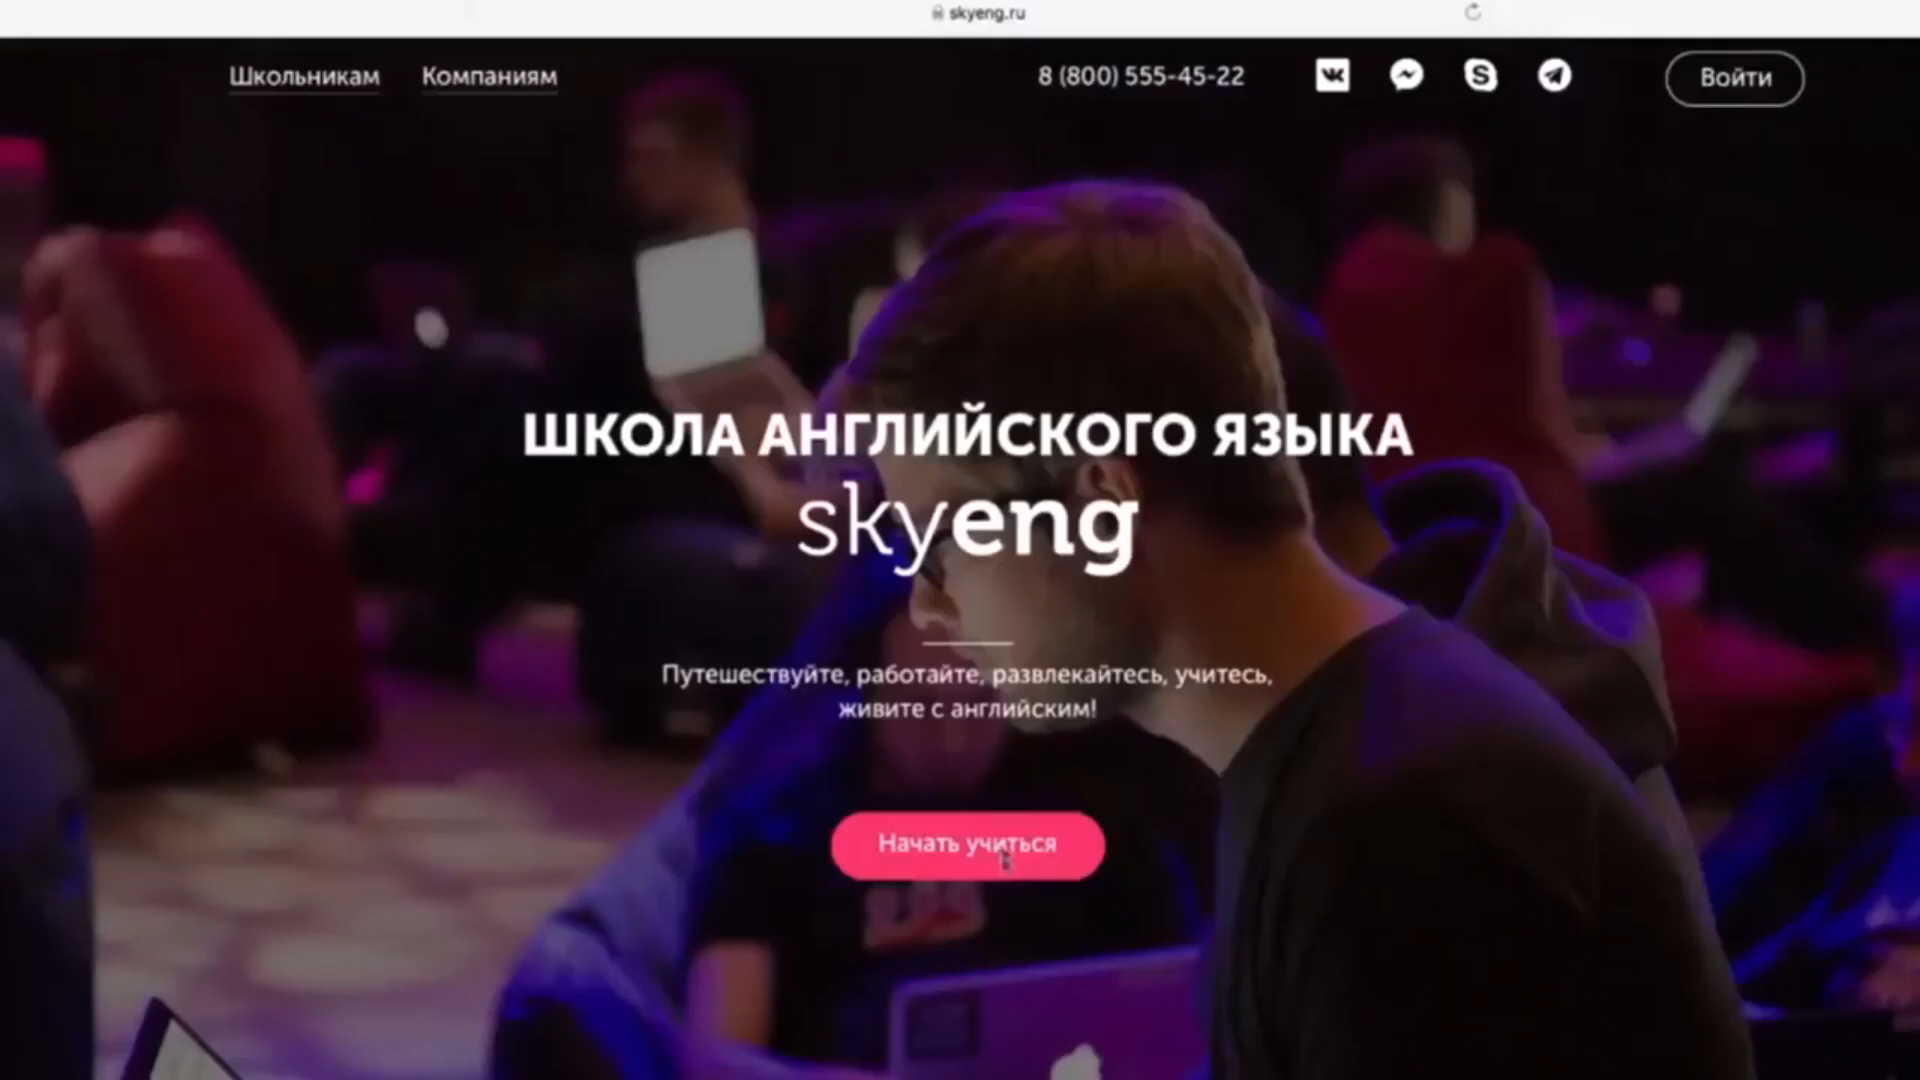 skyeng.ru
Школьникам Компаниям 8 (800) 555-45-22 Войти
ШКОЛА АНГЛИЙСКОГО ЯЗЫКА
skyeng
Путешествуйте, работайте, развлекайтесь, учитесь,
живите с английским!
Начать учиться